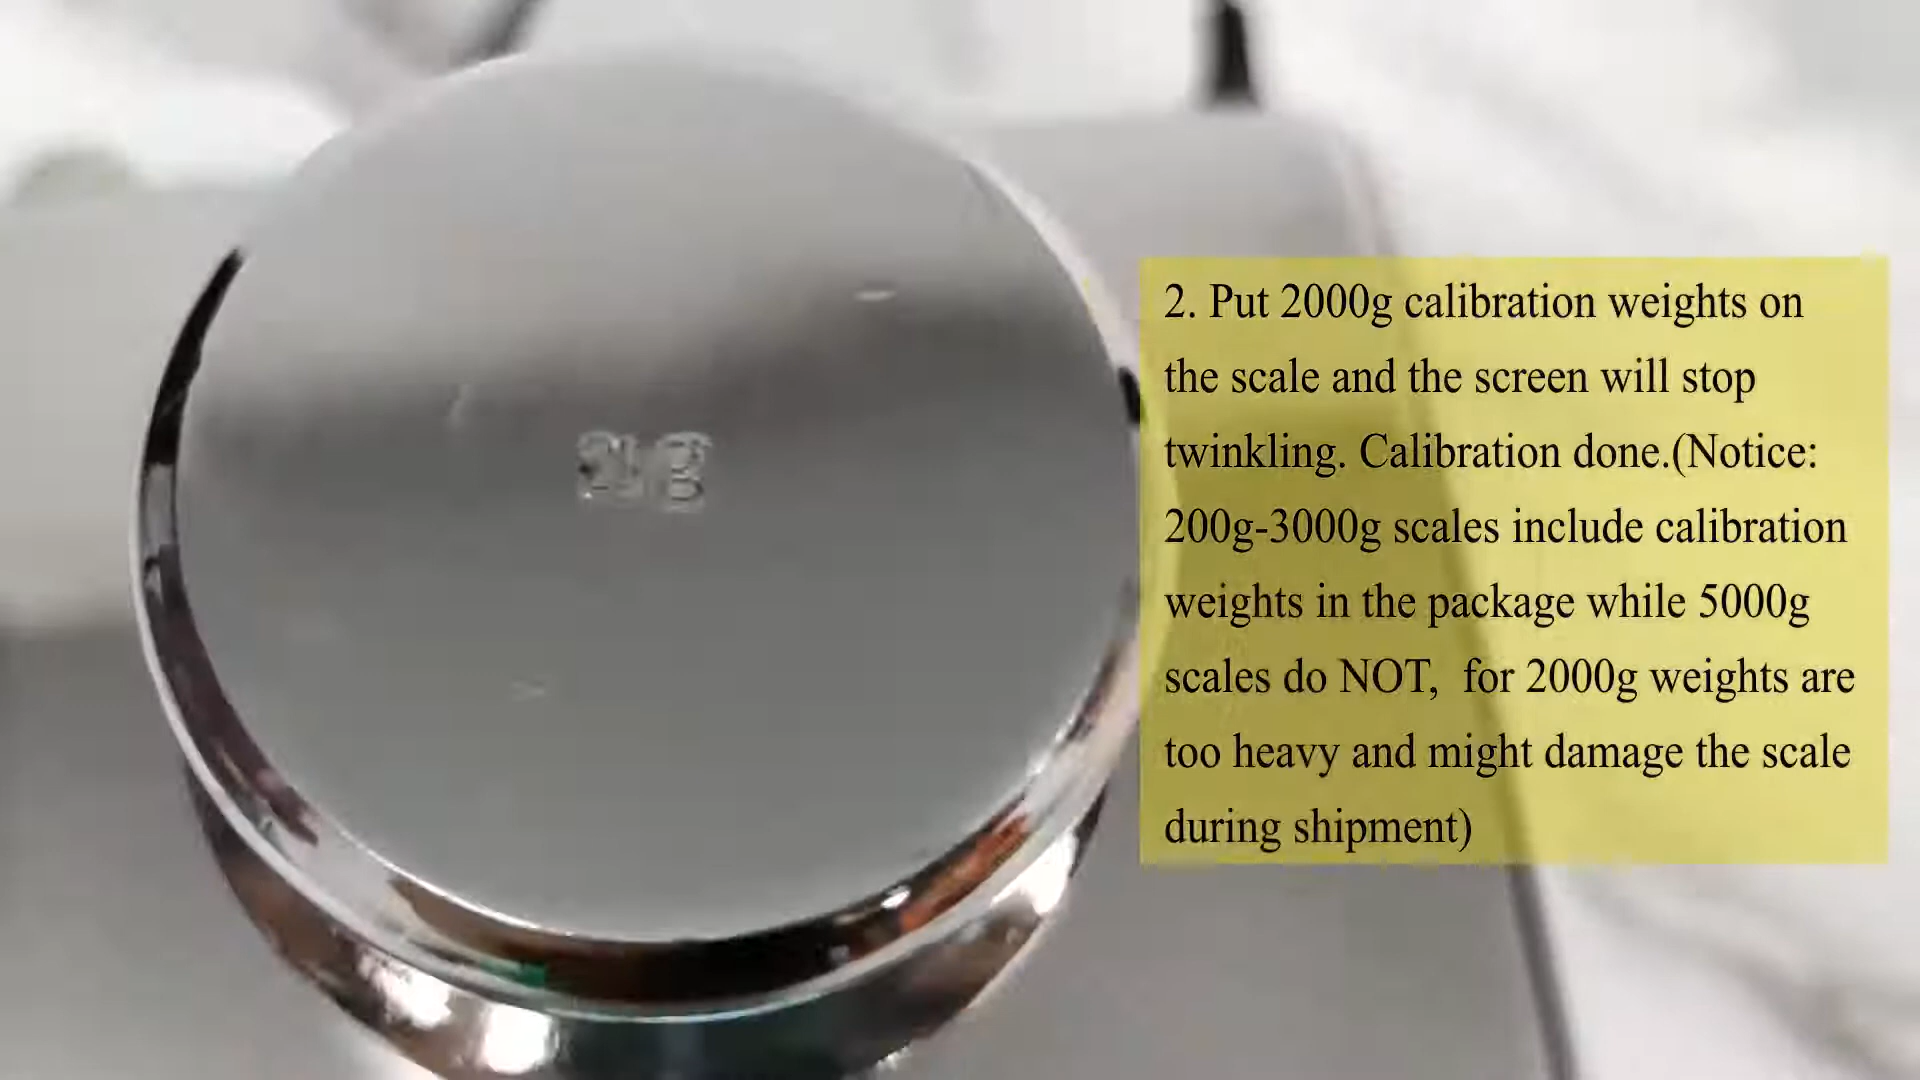 2. Put 2000g calibration weights on
the scale and the screen will stop
twinkling. Calibration done.(Notice:
200g-3000g scales include calibration
weights in the package while 5000g
scales do NOT,  for 2000g weights are
too heavy and might damage the scale
during shipment)